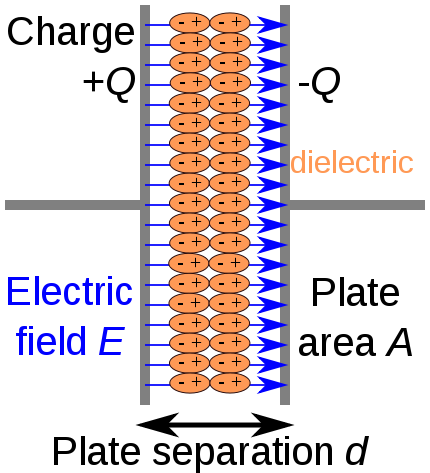 Charge
+Q
-Q
dielectric
Electric
field E
Plate
area A
Plate separation d